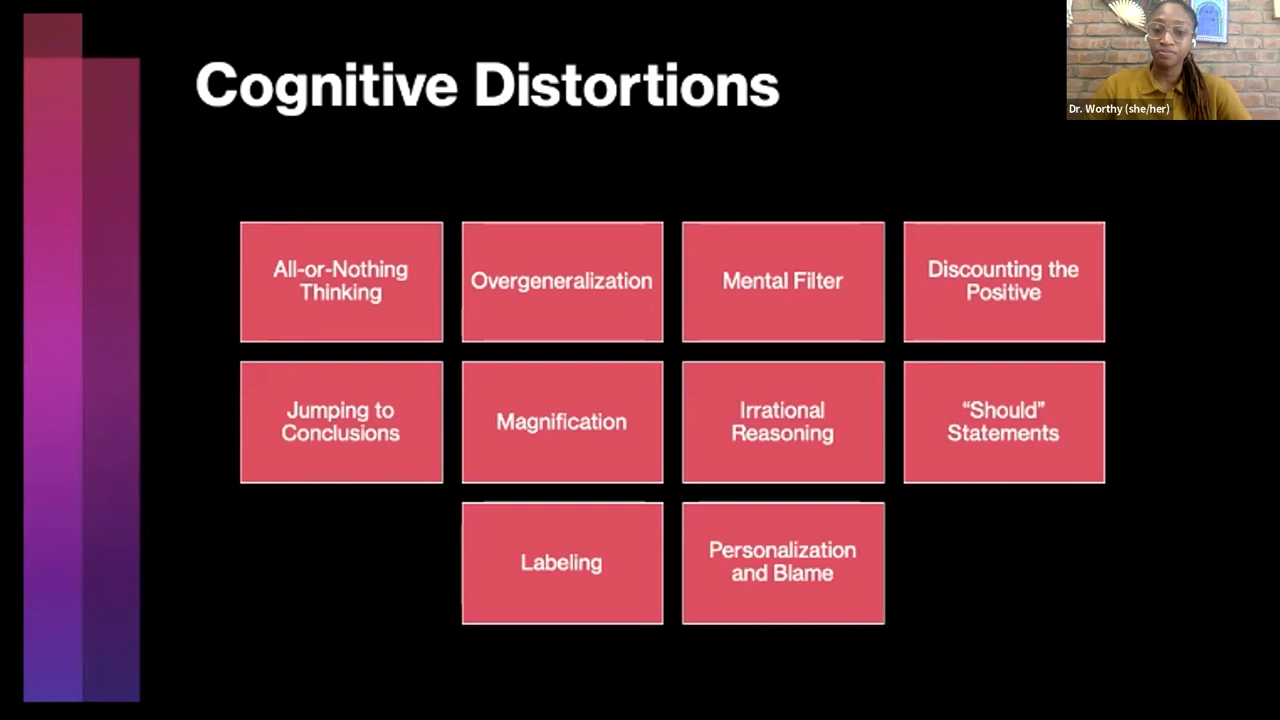 Cognitive Distortions
Dr. Worthy (she/her)
All-or-Nothing
Thinking
Overgeneralization
Mental Filter
Discounting the
Positive
Jumping to
Conclusions
Magnification
Irrational
Reasoning
“Should”
Statements
Labeling
Personalization
and Blame